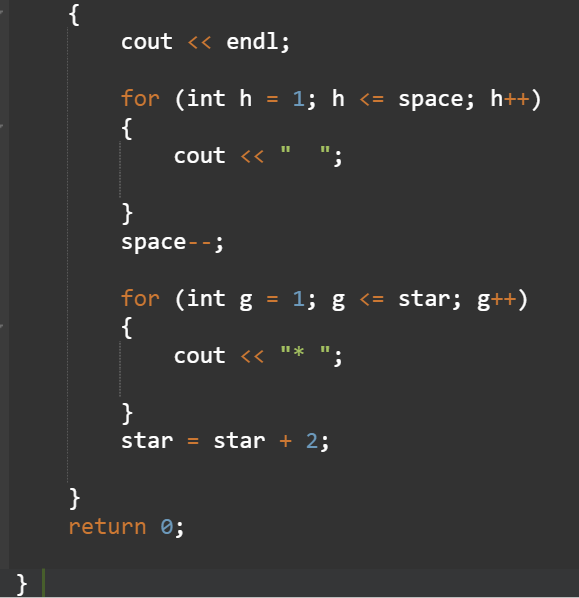 {
cout << endl;
for (int h = 1; h <= space; h++)
{
cout << "  ";
}
space--;
for (int g = 1; g <= star; g++)
{
cout << "* ";
}
star = star + 2;
}
return 0;
}